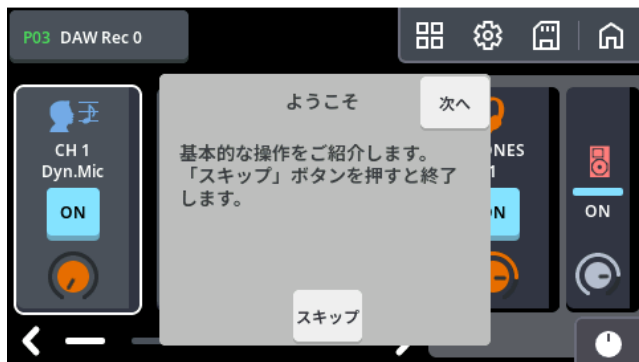 P03 DAW Rec 0
ようこそ
次へ
基本的な操作をご紹介します。
「スキップ」ボタンを押すと終了
します。
スキップ
CH 1
Dyn.Mic
ON
NES
1
N
ON